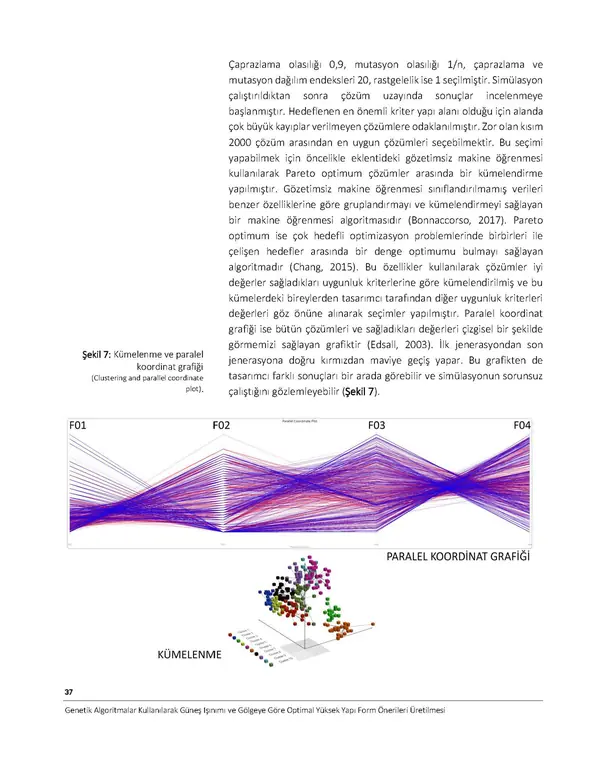 Çaprazlama olasılığı 0,9, mutasyon olasılığı 1/n, çaprazlama ve
mutasyon dağılım endeksleri 20, rastgelelik ise 1 seçilmiştir. Simülasyon
çalıştırıldıktan sonra çözüm uzayında sonuçlar incelenmeye
başlanmıştır. Hedeflenen en önemli kriter yapı alanı olduğu için alanda
çok büyük kayıplar verilmeyen çözümlere odaklanılmıştır. Zor olan kısım
2000 çözüm arasından en uygun çözümleri seçebilmektir. Bu seçimi
yapabilmek için öncelikle eklentideki gözetimsiz makine öğrenmesi
kullanılarak Pareto optimum çözümler arasında bir kümelendirme
yapılmıştır. Gözetimsiz makine öğrenmesi sınıflandırılmamış verileri
benzer özelliklerine göre gruplandırmayı ve kümelendirmeyi sağlayan
bir makine öğrenmesi algoritmasıdır (Bonnaccorso, 2017). Pareto
optimum ise çok hedefli optimizasyon problemlerinde birbirleri ile
çelişen hedefler arasında bir denge optimumu bulmayı sağlayan
algoritmadır (Chang, 2015). Bu özellikler kullanılarak çözümler iyi
değerler sağladıkları uygunluk kriterlerine göre kümelendirilmiş ve bu
kümelerdeki bireylerden tasarımcı tarafından diğer uygunluk kriterleri
değerleri göz önüne alınarak seçimler yapılmıştır. Paralel koordinat
grafiği ise bütün çözümleri ve sağladıkları değerleri çizgisel bir şekilde
görmemizi sağlayan grafiktir (Edsall, 2003). İlk jenerasyondan son
jenerasyona doğru kırmızdan maviye geçiş yapar. Bu grafikten de
tasarımcı farklı sonuçları bir arada görebilir ve simülasyonun sorunsuz
çalıştığını gözlemleyebilir (Şekil 7).
Şekil 7: Kümelenme ve paralel
koordinat grafiği
(Clustering and parallel coordinate
plot).
Parallel Coordinate Plot
F01 F02 F03 F04
PARALEL KOORDİNAT GRAFİĞİ
KÜMELENME
37
Genetik Algoritmalar Kullanılarak Güneş Işınımı ve Gölgeye Göre Optimal Yüksek Yapı Form Önerileri Üretilmesi